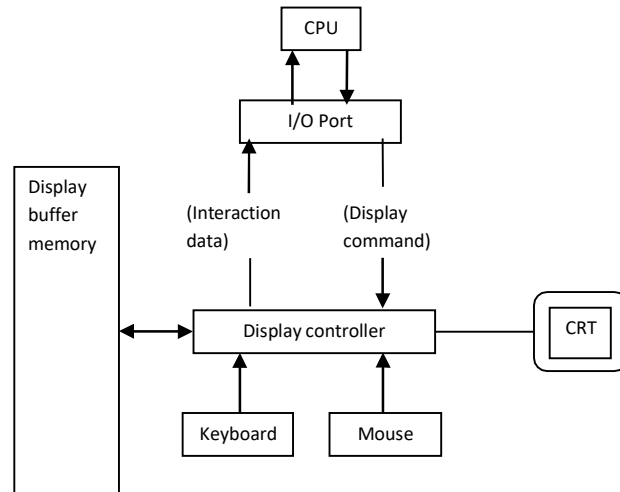 CPU
I/O Port
Display
buffer
memory
(Interaction
data)
(Display
command)
Display controller
CRT
Keyboard
Mouse